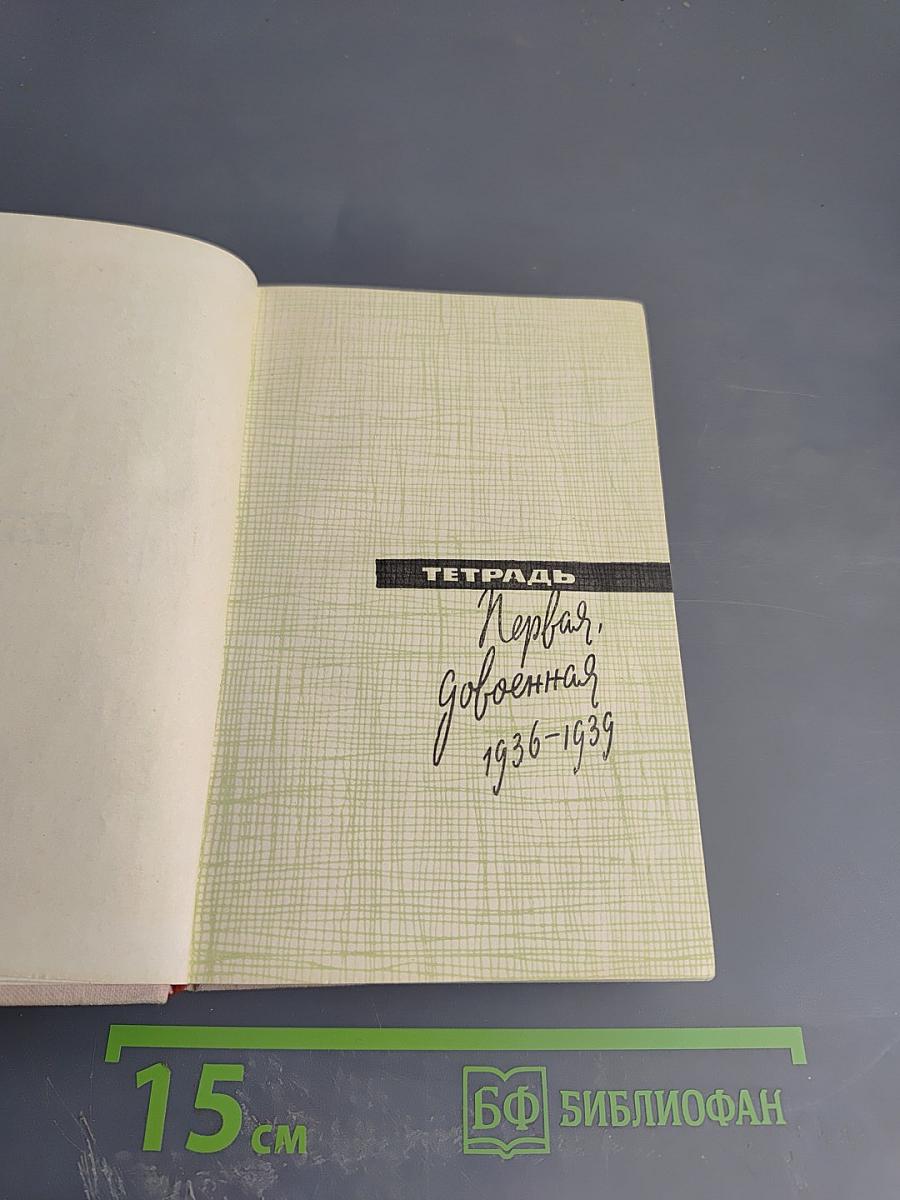 ТЕТРАДЬ
Первая,
довоенная
1936-1939
15 см
БФ БИБЛИОФАН